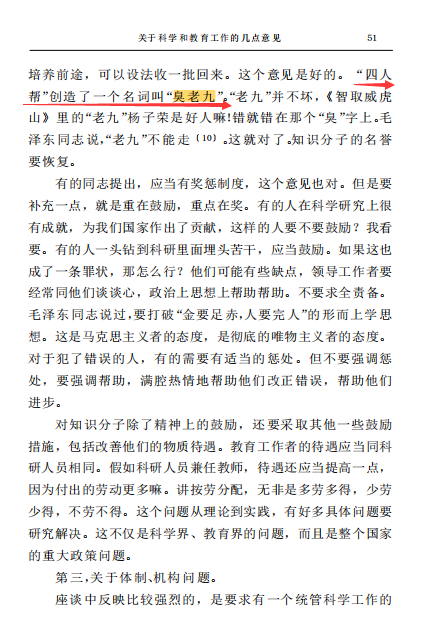 关于科学和教育工作的几点意见 51
培养前途，可以设法收一批回来。这个意见是好的。“四人
帮”创造了一个名词叫“臭老九”。“老九”并不坏，《智取威虎
山》里的“老九”杨子荣是好人嘛！错就错在那个“臭”字上。毛
泽东同志说，“老九”不能走〔10〕。这就对了。知识分子的名誉
要恢复。
有的同志提出，应当有奖惩制度，这个意见也对。但是要
补充一点，就是重在鼓励，重点在奖。有的人在科学研究上很
有成就，为我们国家作出了贡献，这样的人要不要鼓励？我看
要。有的人一头钻到科研里面埋头苦干，应当鼓励。如果这也
成了一条罪状，那怎么行？他们可能有些缺点，领导工作者要
经常同他们谈谈心，政治上思想上帮助帮助。不要求全责备。
毛泽东同志说过，要打破“金要足赤，人要完人”的形而上学思
想。这是马克思主义者的态度，是彻底的唯物主义者的态度。
对于犯了错误的人，有的需要有适当的惩处。但不要强调惩
处，要强调帮助，满腔热情地帮助他们改正错误，帮助他们
进步。
对知识分子除了精神上的鼓励，还要采取其他一些鼓励
措施，包括改善他们的物质待遇。教育工作者的待遇应当同科
研人员相同。假如科研人员兼任教师，待遇还应当提高一点，
因为付出的劳动更多嘛。讲按劳分配，无非是多劳多得，少劳
少得，不劳不得。这个问题从理论到实践，有好多具体问题要
研究解决。这不仅是科学界、教育界的问题，而且是整个国家
的重大政策问题。
第三，关于体制、机构问题。
座谈中反映比较强烈的，是要求有一个统管科学工作的